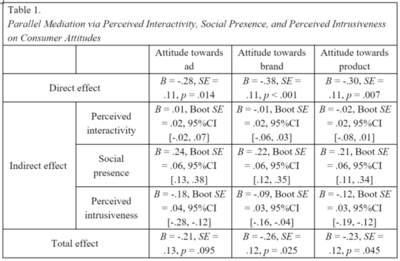 Table 1.
Parallel Mediation via Perceived Interactivity, Social Presence, and Perceived Intrusiveness
on Consumer Attitudes
Attitude towards ad
Attitude towards brand
Attitude towards product
Direct effect
B = -.28, SE = .11, p = .014
B = -.38, SE = .11, p < .001
B = -.30, SE = .11, p = .007
Indirect effect
Perceived interactivity
B = .01, Boot SE = .02, 95%CI [-.02, .07]
B = -.01, Boot SE = .02, 95%CI [-.06, .03]
B = -.02, Boot SE = .02, 95%CI [-.08, .01]
Social presence
B = .24, Boot SE = .06, 95%CI [.13, .38]
B = .22, Boot SE = .06, 95%CI [.12, .35]
B = .21, Boot SE = .06, 95%CI [.11, .34]
Perceived intrusiveness
B = -.18, Boot SE = .04, 95%CI [-.28, -.12]
B = -.09, Boot SE = .03, 95%CI [-.16, -.04]
B = -.12, Boot SE = .03, 95%CI [-.19, -.12]
Total effect
B = -.21, SE = .13, p = .095
B = -.26, SE = .12, p = .025
B = -.23, SE = .12, p = .045